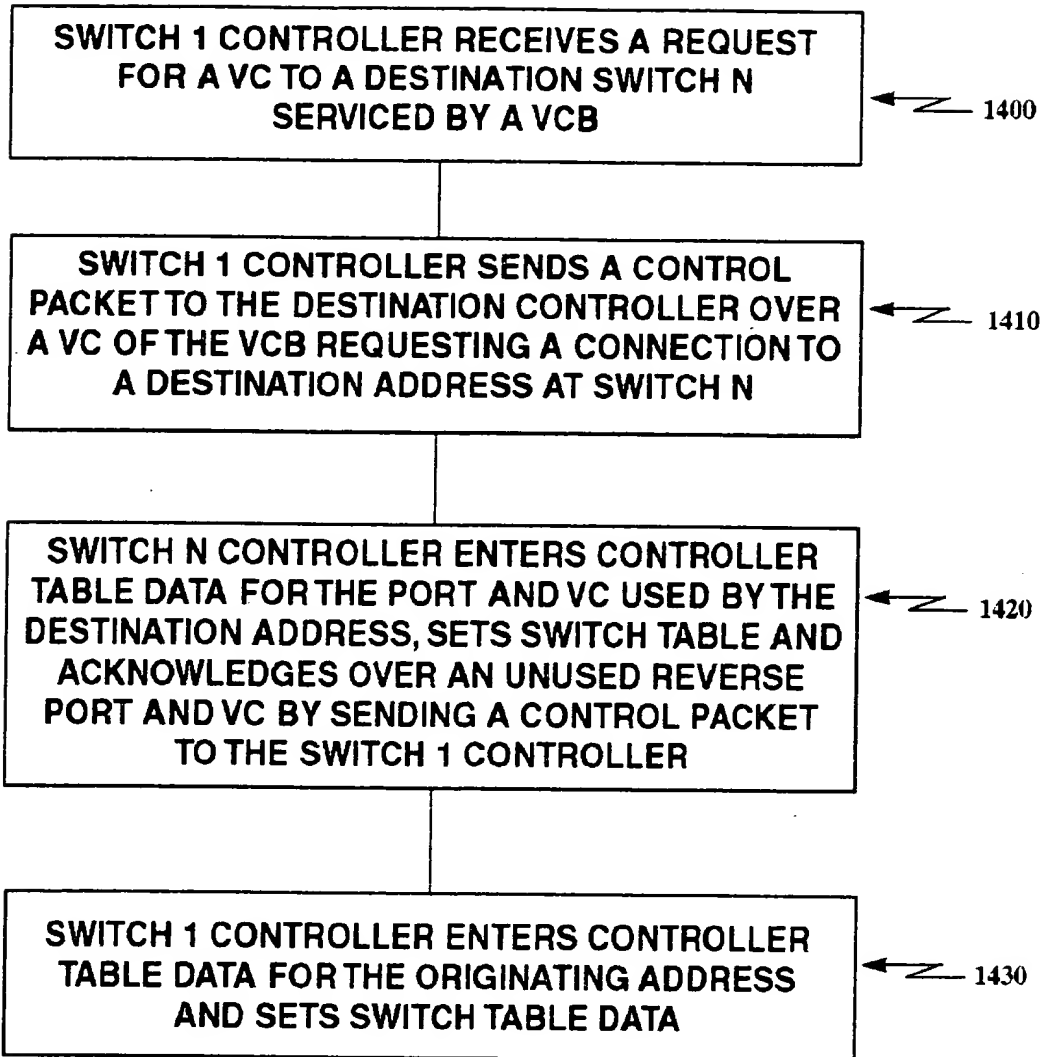 SWITCH 1 CONTROLLER RECEIVES A REQUEST
FOR A VC TO A DESTINATION SWITCH N
SERVICED BY A VCB
1400
SWITCH 1 CONTROLLER SENDS A CONTROL
PACKET TO THE DESTINATION CONTROLLER OVER
A VC OF THE VCB REQUESTING A CONNECTION TO
A DESTINATION ADDRESS AT SWITCH N
1410
SWITCH N CONTROLLER ENTERS CONTROLLER
TABLE DATA FOR THE PORT AND VC USED BY THE
DESTINATION ADDRESS, SETS SWITCH TABLE AND
ACKNOWLEDGES OVER AN UNUSED REVERSE
PORT AND VC BY SENDING A CONTROL PACKET
TO THE SWITCH 1 CONTROLLER
1420
SWITCH 1 CONTROLLER ENTERS CONTROLLER
TABLE DATA FOR THE ORIGINATING ADDRESS
AND SETS SWITCH TABLE DATA
1430